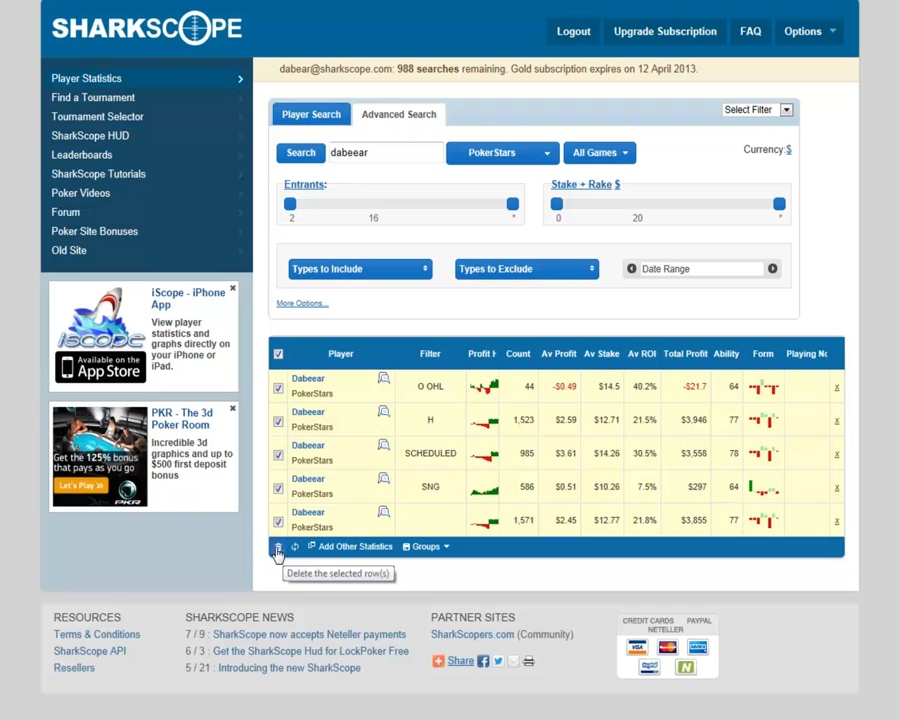 SHARKSCOPE
Logout
Upgrade Subscription
FAQ
Options
Player Statistics
Find a Tournament
Tournament Selector
SharkScope HUD
Leaderboards
SharkScope Tutorials
Poker Videos
Forum
Poker Site Bonuses
Old Site
dabear@sharkscope.com: 988 searches remaining. Gold subscription expires on 12 April 2013.
Player Search
Advanced Search
Select Filter
Search
dabeear
PokerStars
All Games
Currency:$
Entrants:
2 16 *
Stake + Rake $
0 20 *
Types to Include
Types to Exclude
Date Range
More Options...
iScope - iPhone App
View player
statistics and
graphs directly
on your iPhone or
iPad.
iSCOPE
Available on the
App Store
PKR - The 3d
Poker Room
Incredible 3d
graphics and up to
$500 first deposit
bonus
Get the 125% bonus
that pays as you go
Let's Play »
PKR
Player Filter Profit H Count Av Profit Av Stake Av ROI Total Profit Ability Form Playing No
Dabeear
PokerStars
O OHL 44 -$0.49 $14.5 40.2% -$21.7 64 x
Dabeear
PokerStars
H 1,523 $2.59 $12.71 21.5% $3,946 77 x
Dabeear
PokerStars
SCHEDULED 985 $3.61 $14.26 30.5% $3,558 78 x
Dabeear
PokerStars
SNG 586 $0.51 $10.26 7.5% $297 64 x
Dabeear
PokerStars
1,571 $2.45 $12.77 21.8% $3,855 77 x
Add Other Statistics
Groups
Delete the selected row(s)
RESOURCES
Terms & Conditions
SharkScope API
Resellers
SHARKSCOPE NEWS
7 / 9 : SharkScope now accepts Neteller payments
6 / 3 : Get the SharkScope Hud for LockPoker Free
5 / 21 : Introducing the new SharkScope
PARTNER SITES
SharkScopers.com (Community)
Share
CREDIT CARDS PAYPAL
NETELLER
VISA